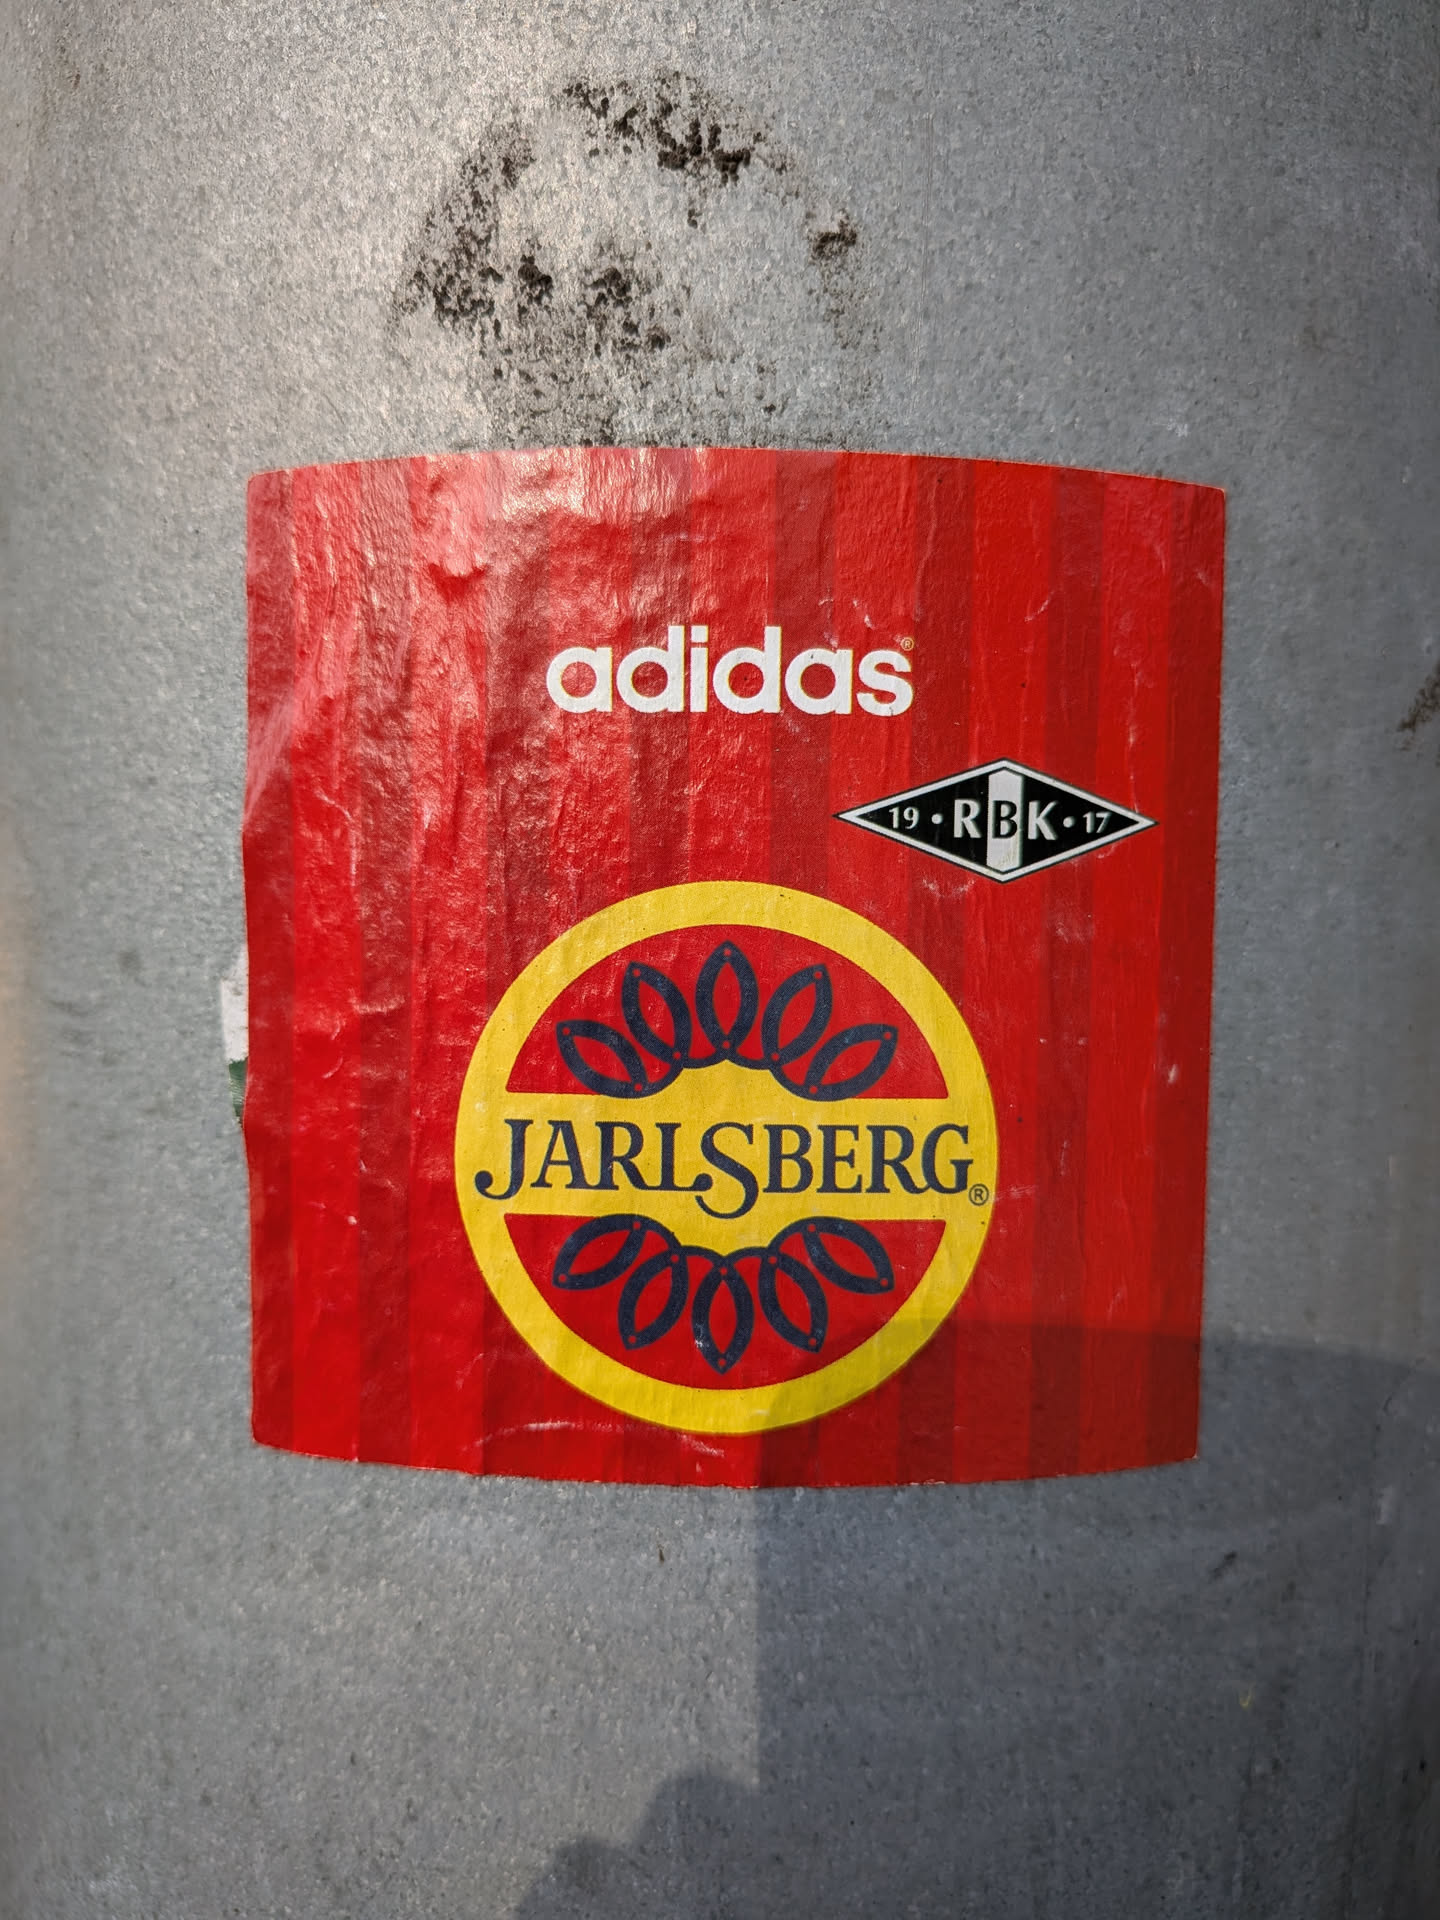 adidas®
19 • RBK • 17
JARLSBERG®